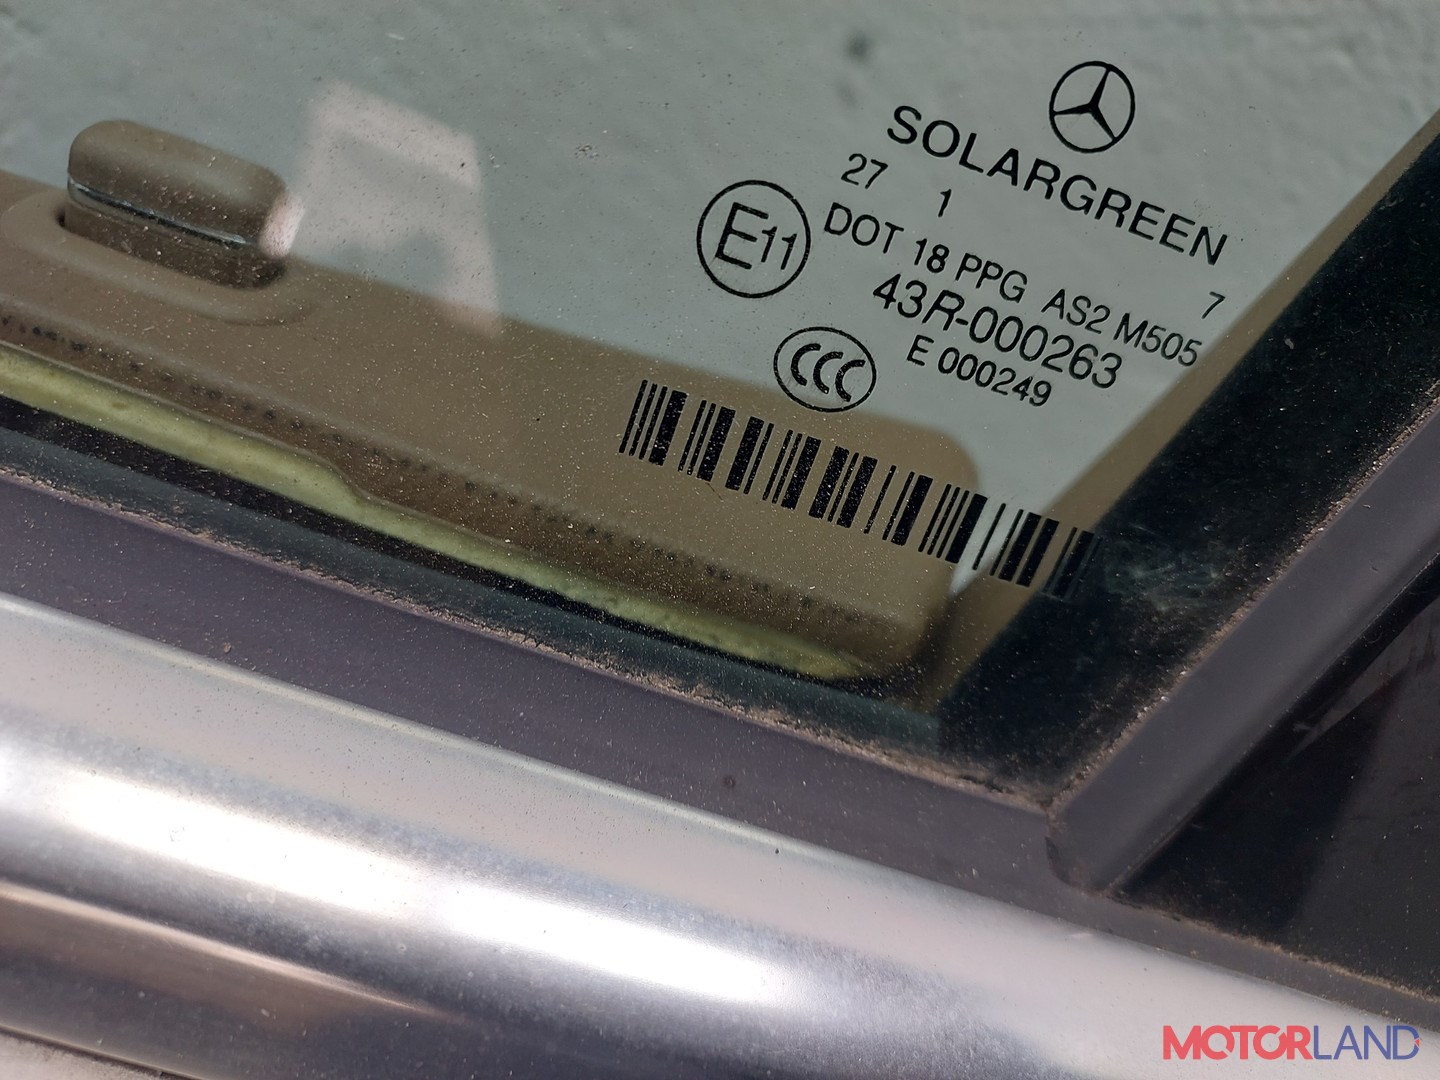 SOLARGREEN
27 1 7
E11
DOT 18 PPG AS2 M505
43R-000263
E 000249
CCC
MOTORLAND